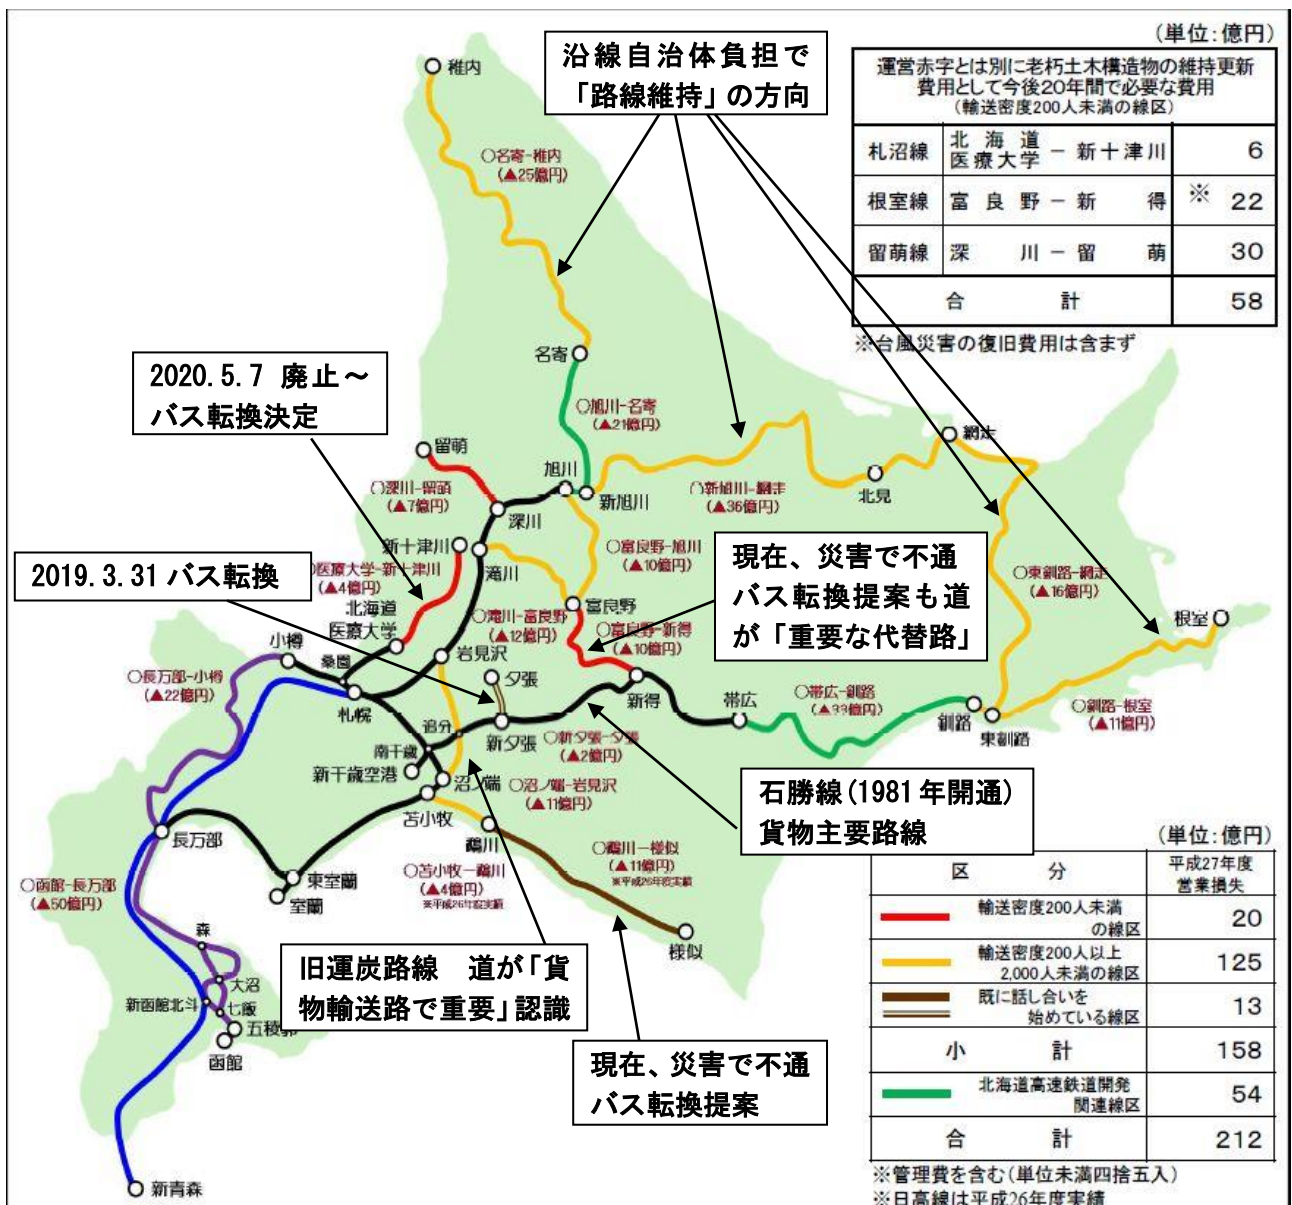 (単位:億円)
運営赤字とは別に老朽土木構造物の維持更新
費用として今後20年間で必要な費用
(輸送密度200人未満の線区)
札沼線 北海道医療大学 － 新十津川 6
根室線 富良野 － 新得 ※ 22
留萌線 深川 － 留萌 30
合計 58
※台風災害の復旧費用は含まず
沿線自治体負担で
「路線維持」の方向
稚内
○名寄-稚内
(▲25億円)
名寄
2020.5.7 廃止～
バス転換決定
○旭川-名寄
(▲21億円)
留萌
旭川
新旭川
網走
北見
○深川-留萌
(▲7億円)
○新旭川-網走
(▲36億円)
深川
新十津川
滝川
2019.3.31 バス転換
○医療大学-新十津川
(▲4億円)
北海道
医療大学
○富良野-旭川
(▲10億円)
現在、災害で不通
バス転換提案も道
が「重要な代替路」
○東釧路-網走
(▲16億円)
富良野
○滝川-富良野
(▲12億円)
○富良野-新得
(▲10億円)
根室
小樽
桑園
岩見沢
夕張
新得
帯広
○長万部-小樽
(▲22億円)
札幌
追分
新夕張
○帯広-釧路
(▲33億円)
釧路
東釧路
○釧路-根室
(▲11億円)
南千歳
新千歳空港
○新夕張-夕張
(▲2億円)
沼ノ端
○沼ノ端-岩見沢
(▲11億円)
苫小牧
石勝線(1981年開通)
貨物主要路線
長万部
鵡川
○鵡川－様似
(▲11億円)
※平成26年度実績
東室蘭
室蘭
○苫小牧－鵡川
(▲4億円)
※平成26年度実績
○函館-長万部
(▲50億円)
様似
森
大沼
新函館北斗
七飯
五稜郭
函館
旧運炭路線 道が「貨
物輸送路で重要」認識
現在、災害で不通
バス転換提案
新青森
(単位:億円)
区分 平成27年度
営業損失
輸送密度200人未満
の線区 20
輸送密度200人以上
2,000人未満の線区 125
既に話し合いを
始めている線区 13
小計 158
北海道高速鉄道開発
関連線区 54
合計 212
※管理費を含む(単位未満四捨五入)
※日高線は平成26年度実績